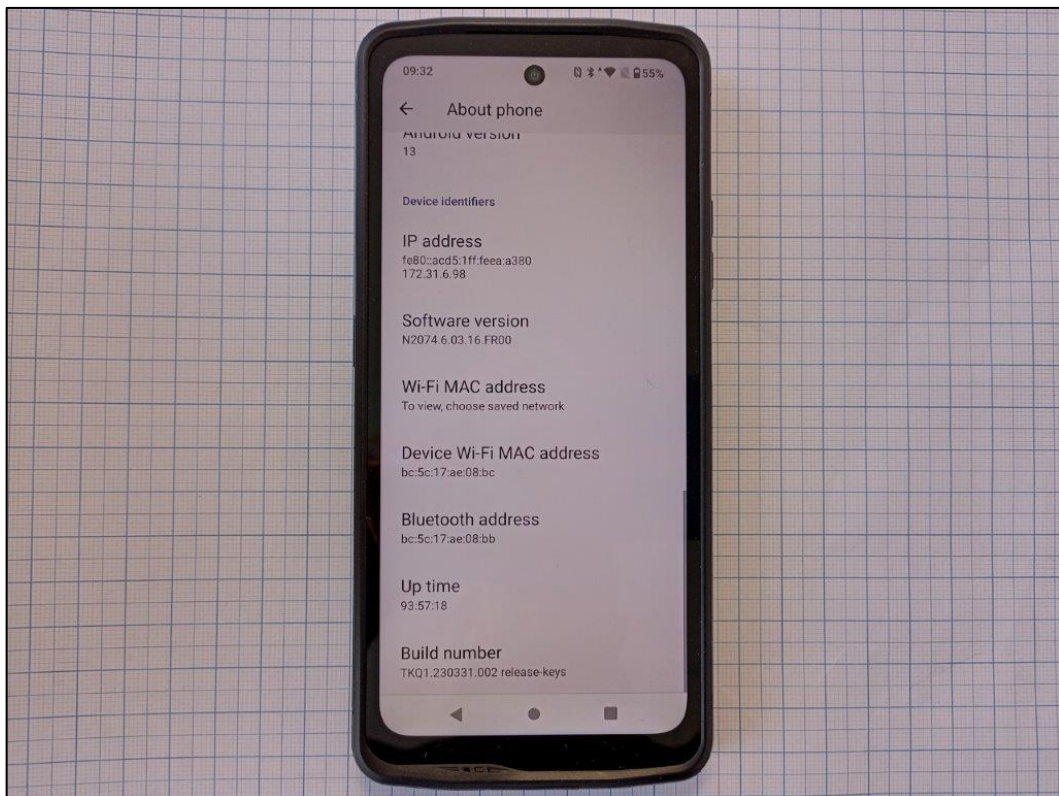 09:32
55%
About phone
Android version
13
Device identifiers
IP address
fe80::acd5:1ff:feea:a380
172.31.6.98
Software version
N2074.6.03.16.FR00
Wi-Fi MAC address
To view, choose saved network
Device Wi-Fi MAC address
bc:5c:17:ae:08:bc
Bluetooth address
bc:5c:17:ae:08:bb
Up time
93:57:18
Build number
TKQ1.230331.002 release-keys